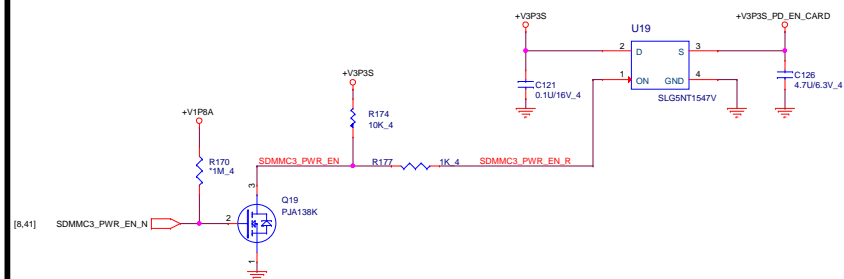 +V3P3S
+V3P3S_PD_EN_CARD
U19
2
D
S
3
1
ON
GND
4
SLG5NT1547V
C121
0.1U/16V_4
C126
4.7U/6.3V_4
+V3P3S
R174
10K_4
+V1P8A
R170
*1M_4
SDMMC3_PWR_EN
R177
1K_4
SDMMC3_PWR_EN_R
3
Q19
PJA138K
[8,41]
SDMMC3_PWR_EN_N
2
1